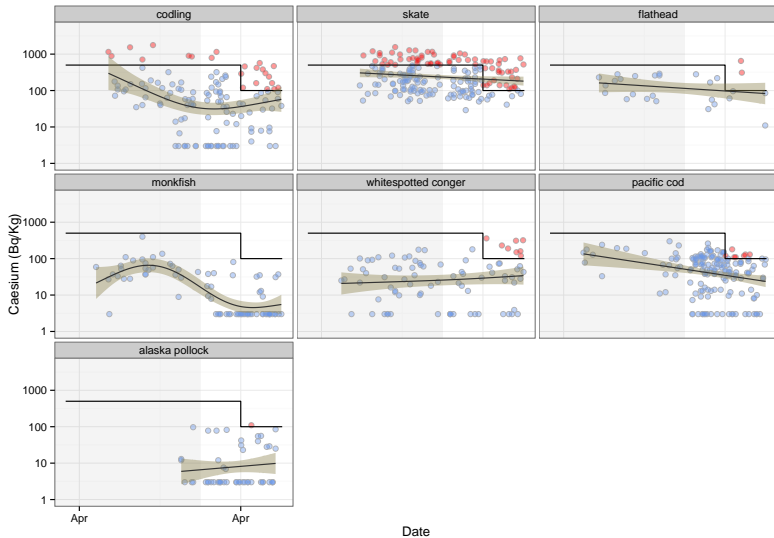 codling
skate
flathead
1000
100
10
1
monkfish
whitespotted conger
pacific cod
1000
100
10
1
Caesium (Bq/Kg)
alaska pollock
1000
100
10
1
Apr
Apr
Date